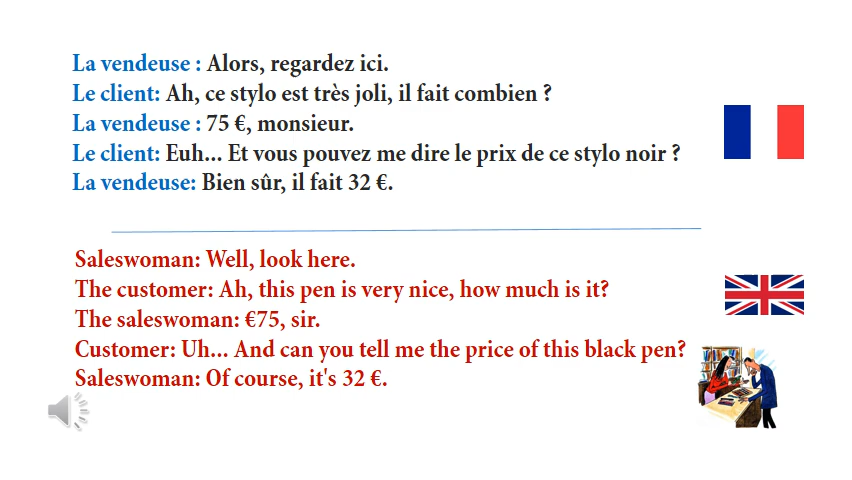 La vendeuse : Alors, regardez ici.
Le client: Ah, ce stylo est très joli, il fait combien ?
La vendeuse : 75 €, monsieur.
Le client: Euh... Et vous pouvez me dire le prix de ce stylo noir ?
La vendeuse: Bien sûr, il fait 32 €.
Saleswoman: Well, look here.
The customer: Ah, this pen is very nice, how much is it?
The saleswoman: €75, sir.
Customer: Uh... And can you tell me the price of this black pen?
Saleswoman: Of course, it's 32 €.